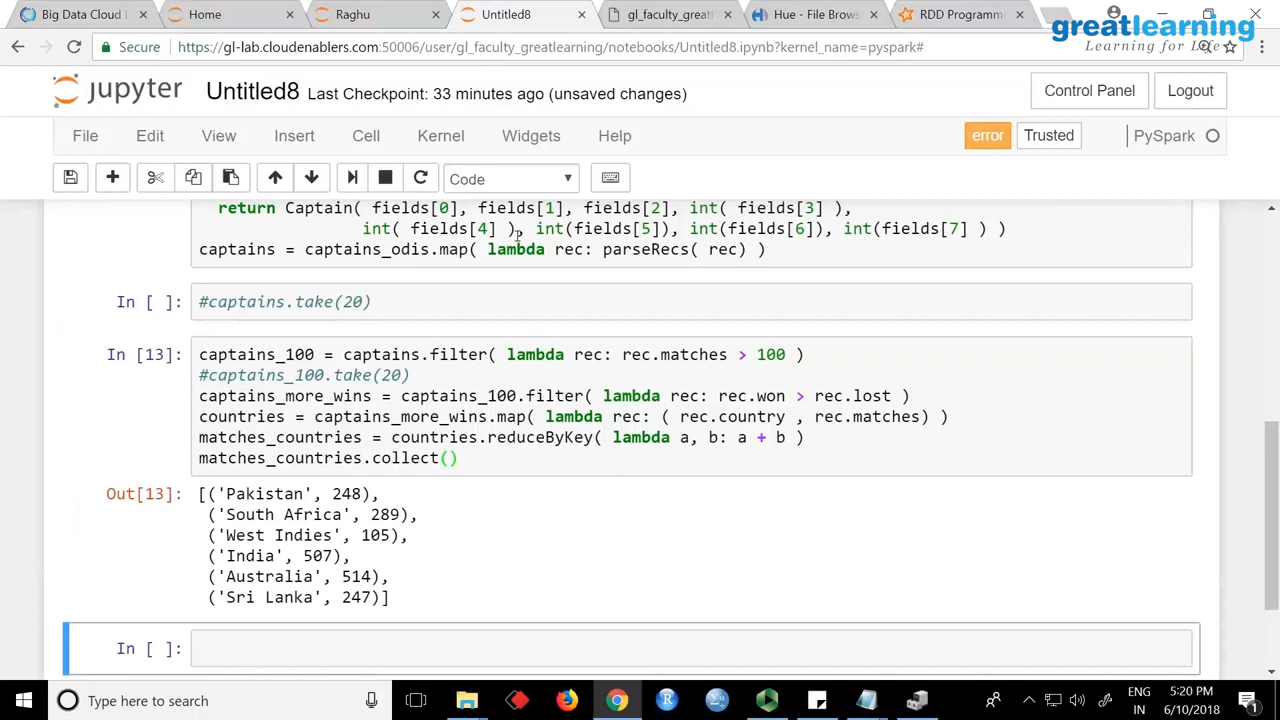 Big Data Cloud L
Home
Raghu
Untitled8
gl_faculty_greatl
Hue - File Brows
RDD Programm
greatlearning
Learning for Life
Secure
https://gl-lab.cloudenablers.com:50006/user/gl_faculty_greatlearning/notebooks/Untitled8.ipynb?kernel_name=pyspark#
jupyter
Untitled8 Last Checkpoint: 33 minutes ago (unsaved changes)
Control Panel
Logout
File Edit View Insert Cell Kernel Widgets Help
error
Trusted
PySpark
Code
return Captain( fields[0], fields[1], fields[2], int( fields[3] ),
int( fields[4] ), int(fields[5]), int(fields[6]), int(fields[7] ) )
captains = captains_odis.map( lambda rec: parseRecs( rec) )
In [ ]: #captains.take(20)
In [13]: captains_100 = captains.filter( lambda rec: rec.matches > 100 )
#captains_100.take(20)
captains_more_wins = captains_100.filter( lambda rec: rec.won > rec.lost )
countries = captains_more_wins.map( lambda rec: ( rec.country , rec.matches) )
matches_countries = countries.reduceByKey( lambda a, b: a + b )
matches_countries.collect()
Out[13]: [('Pakistan', 248),
('South Africa', 289),
('West Indies', 105),
('India', 507),
('Australia', 514),
('Sri Lanka', 247)]
In [ ]:
Type here to search
ENG
IN
5:20 PM
6/10/2018
1